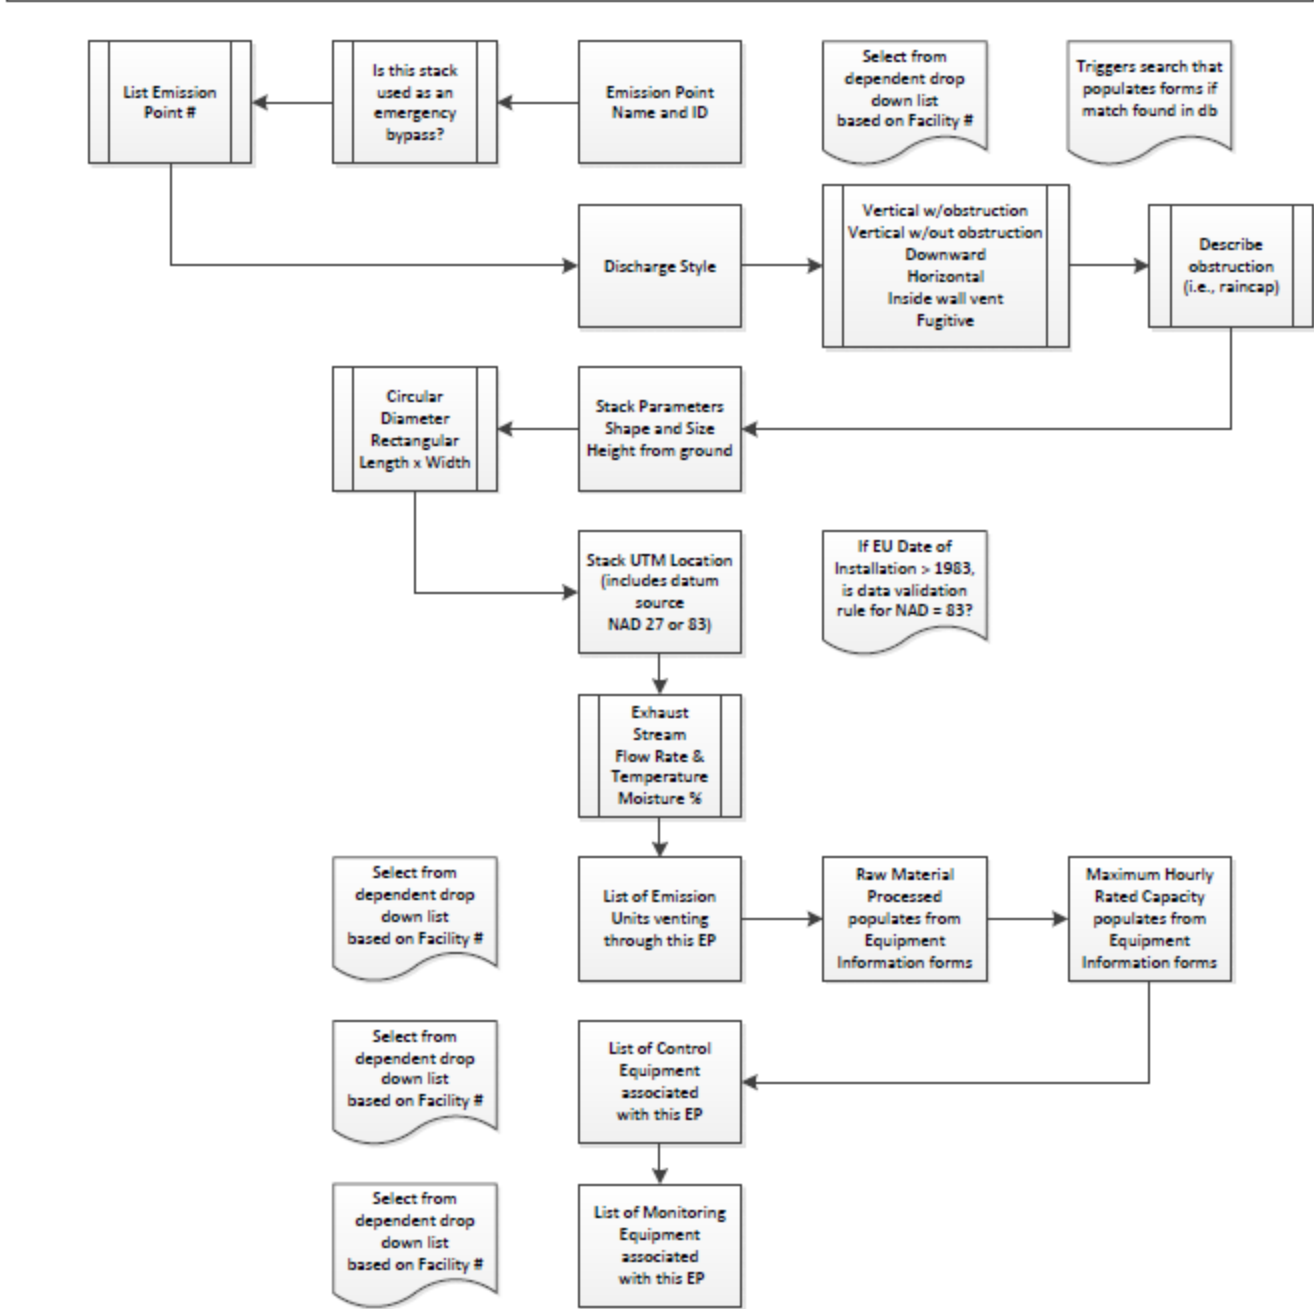 List Emission
Point #
Is this stack
used as an
emergency
bypass?
Emission Point
Name and ID
Select from
dependent drop
down list
based on Facility #
Triggers search that
populates forms if
match found in db
Discharge Style
Vertical w/obstruction
Vertical w/out obstruction
Downward
Horizontal
Inside wall vent
Fugitive
Describe
obstruction
(i.e., raincap)
Circular
Diameter
Rectangular
Length x Width
Stack Parameters
Shape and Size
Height from ground
Stack UTM Location
(includes datum
source
NAD 27 or 83)
If EU Date of
Installation > 1983,
is data validation
rule for NAD = 83?
Exhaust
Stream
Flow Rate &
Temperature
Moisture %
Select from
dependent drop
down list
based on Facility #
List of Emission
Units venting
through this EP
Raw Material
Processed
populates from
Equipment
Information forms
Maximum Hourly
Rated Capacity
populates from
Equipment
Information forms
Select from
dependent drop
down list
based on Facility #
List of Control
Equipment
associated
with this EP
Select from
dependent drop
down list
based on Facility #
List of Monitoring
Equipment
associated
with this EP